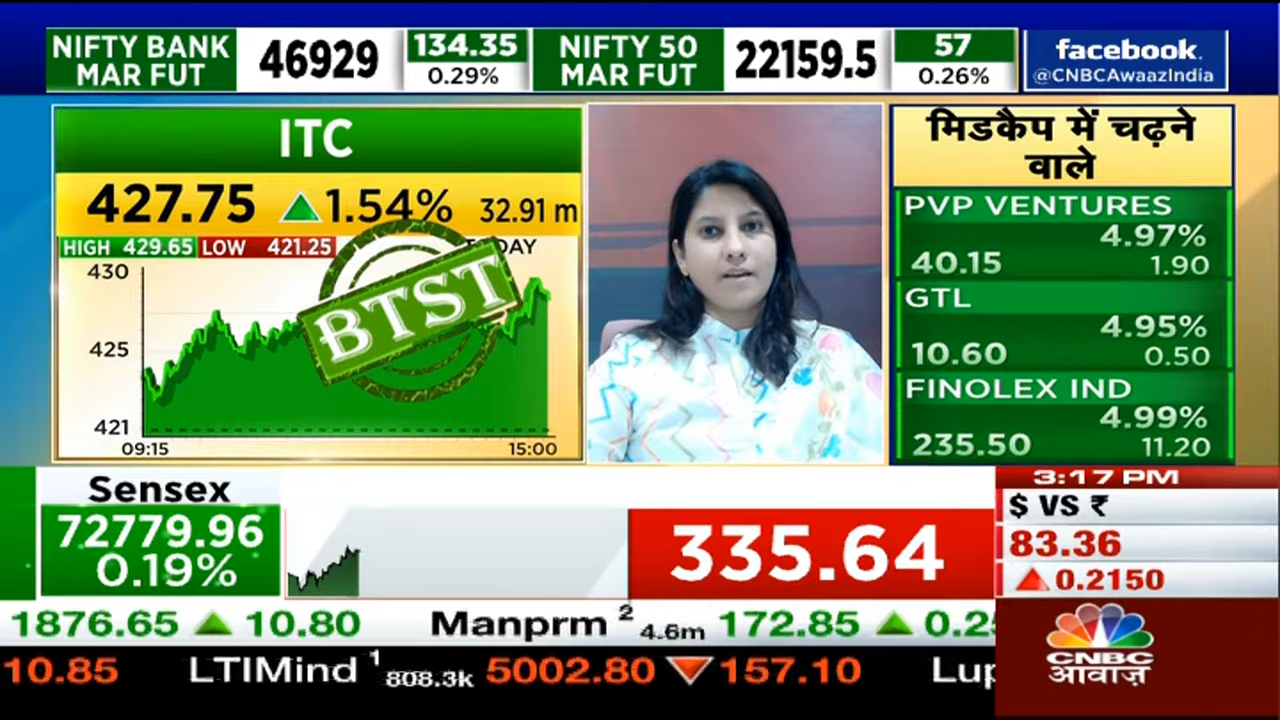 NIFTY BANK
MAR FUT
46929
134.35
0.29%
NIFTY 50
MAR FUT
22159.5
57
0.26%
facebook.
@CNBCAwaazIndia
ITC
427.75 1.54% 32.91 m
HIGH 429.65 LOW 421.25
BTST
430
425
421
09:15 15:00
मिडकैप में चढ़ने
वाले
PVP VENTURES
4.97%
40.15 1.90
GTL
4.95%
10.60 0.50
FINOLEX IND
4.99%
235.50 11.20
Sensex
72779.96
0.19%
335.64
3:17 PM
$ VS ₹
83.36
0.2150
1876.65 10.80 Manprm 2 4.6m 172.85
10.85 LTIMind 1 808.3k 5002.80 157.10
CNBC
आवाज़